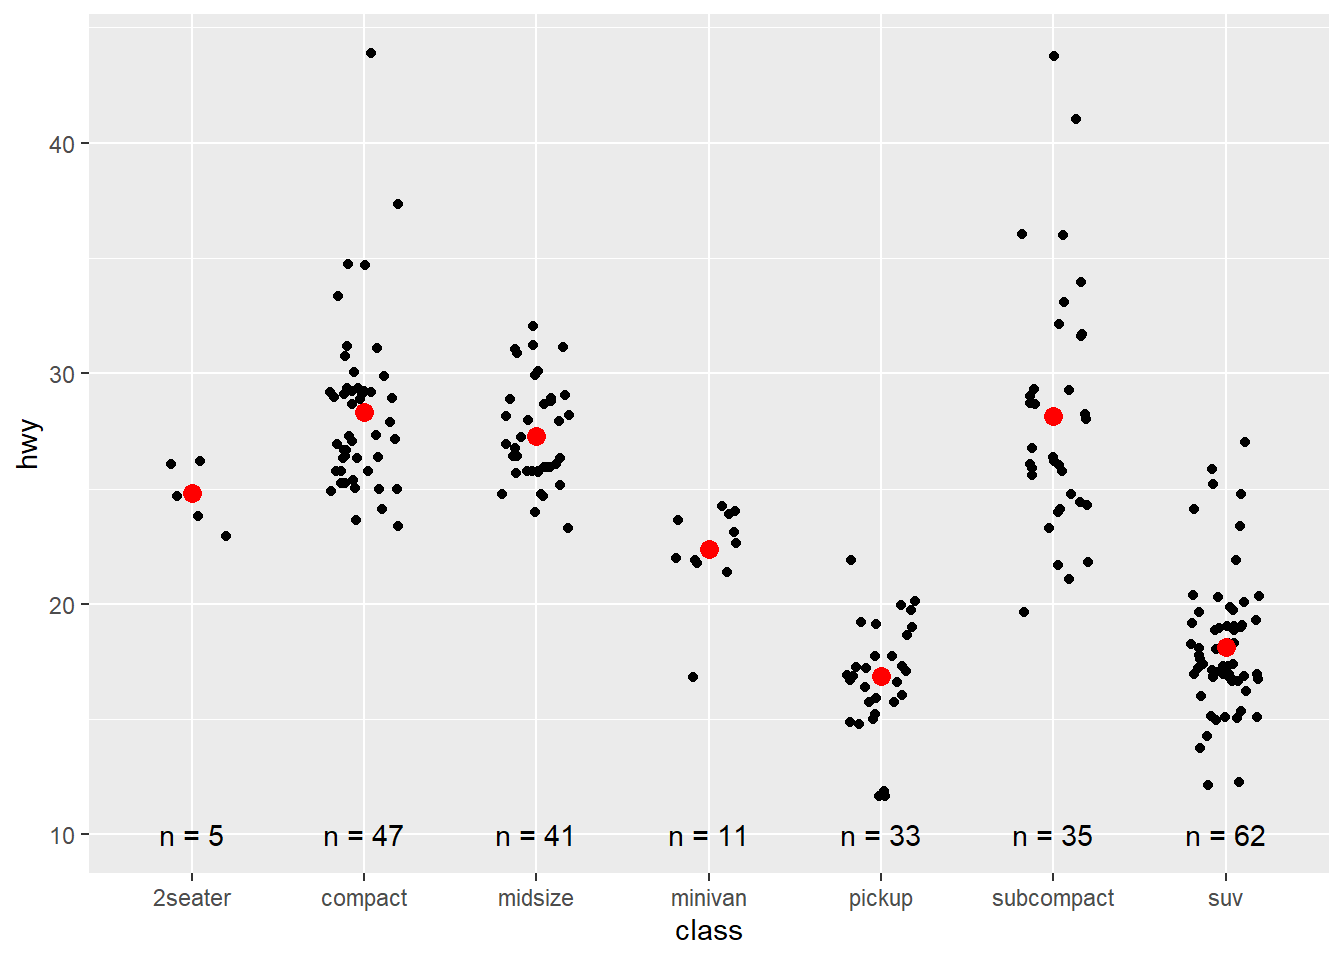 40
30
20
10
hwy
n = 5 n = 47 n = 41 n = 11 n = 33 n = 35 n = 62
2seater compact midsize minivan pickup subcompact suv
class